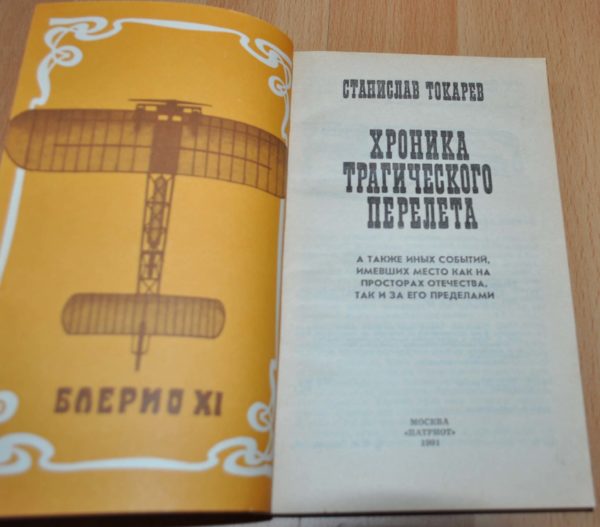 БЛЕРИО XI
СТАНИСЛАВ ТОКАРЕВ
ХРОНИКА
ТРАГИЧЕСКОГО
ПЕРЕЛЕТА
А ТАКЖЕ ИНЫХ СОБЫТИЙ,
ИМЕВШИХ МЕСТО КАК НА
ПРОСТОРАХ ОТЕЧЕСТВА,
ТАК И ЗА ЕГО ПРЕДЕЛАМИ
МОСКВА
«ПАТРИОТ»
1991